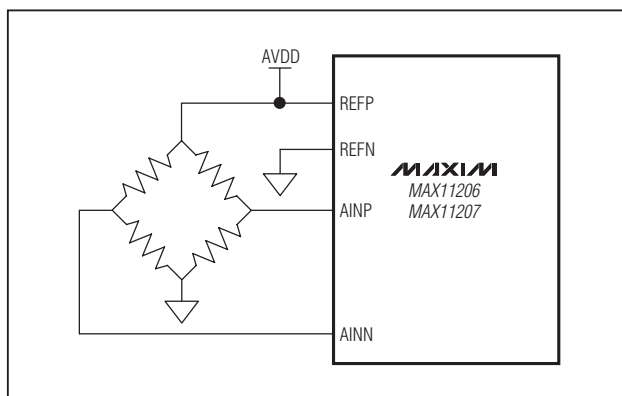 AVDD
REFP
REFN
MAXIM
MAX11206
MAX11207
AINP
AINN